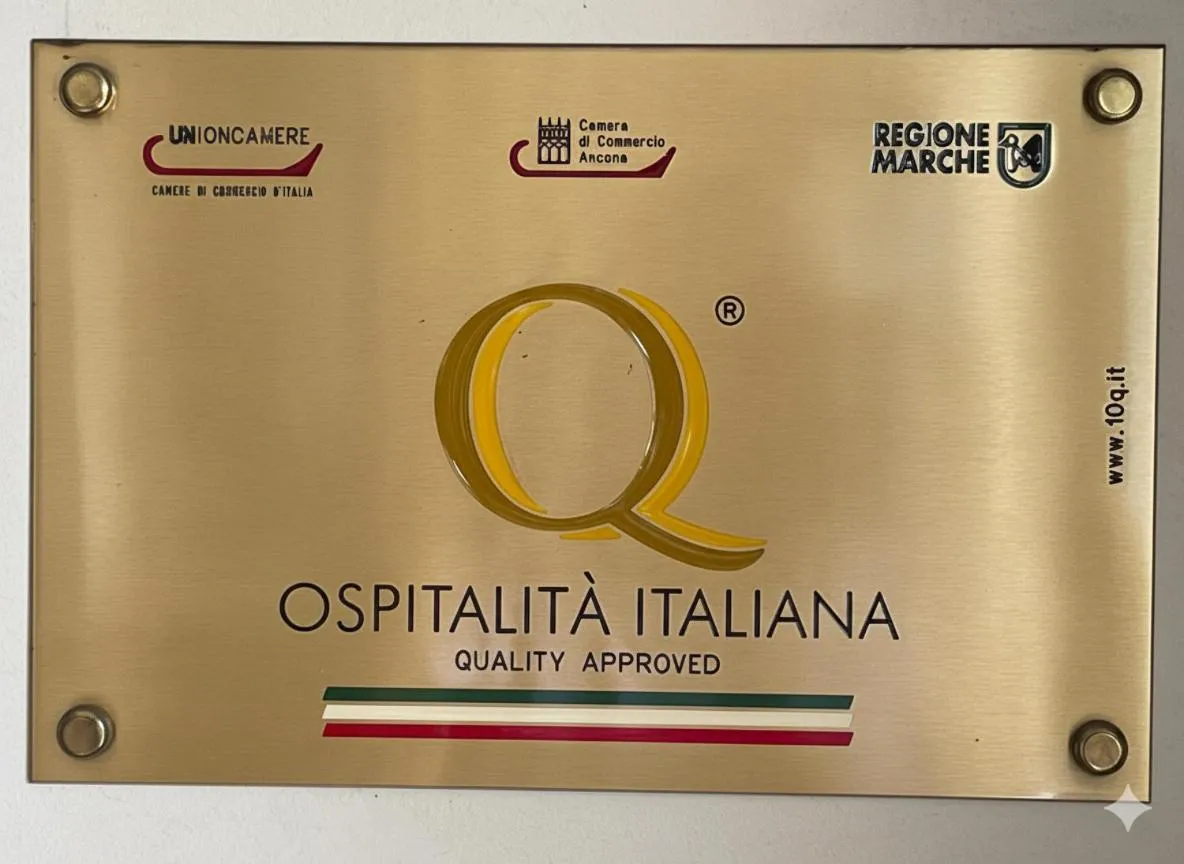 UNIONCAMERE
CAMERE DI COMMERCIO D'ITALIA
Camera
di Commercio
Ancona
REGIONE
MARCHE
Q ®
www.10q.it
OSPITALITÀ ITALIANA
QUALITY APPROVED